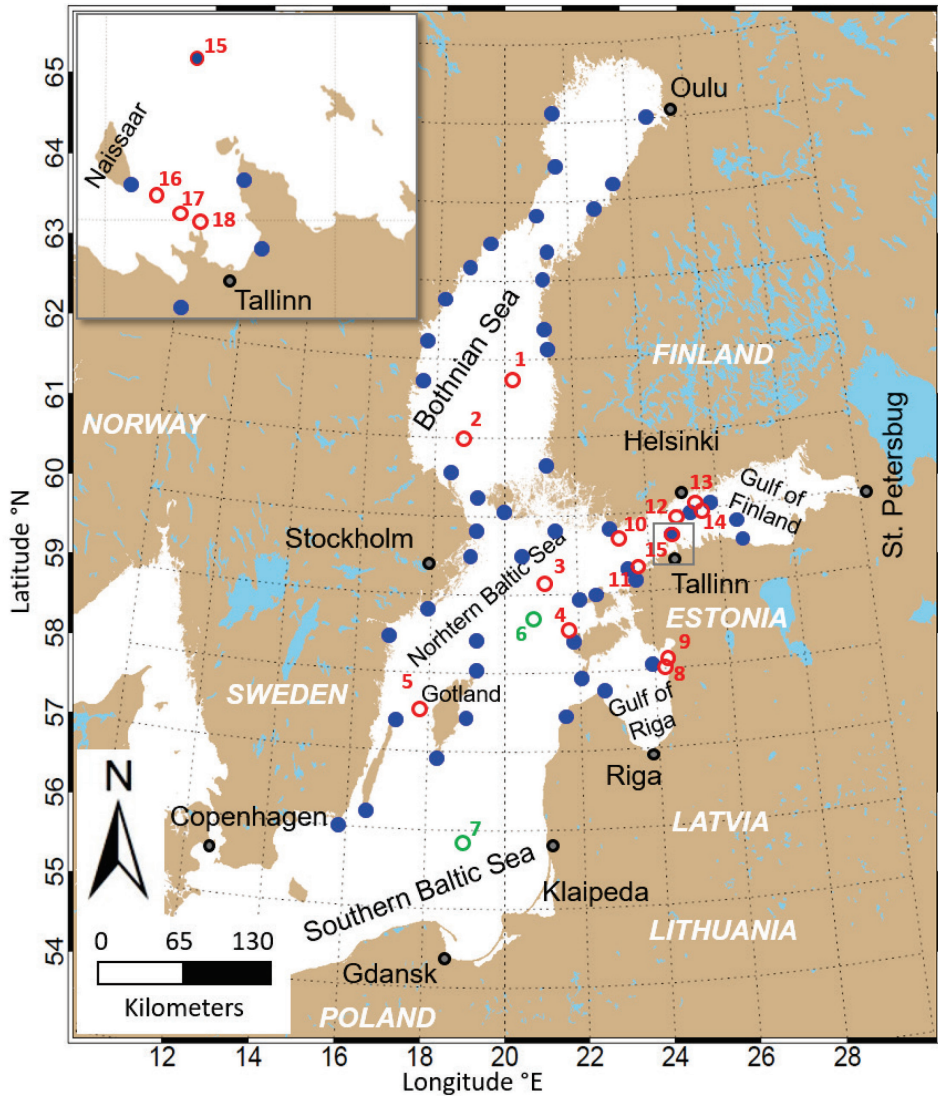 65
64
63
62
61
60
59
58
57
56
55
54
Latitude °N
15
Naissaar
16
17
18
Tallinn
Oulu
Bothnian Sea
1
2
FINLAND
NORWAY
Helsinki
St. Petersbug
13
Gulf of
Finland
12
14
10
15
11
Tallinn
Stockholm
Norhtern Baltic Sea
3
4
6
ESTONIA
9
8
5
Gotland
SWEDEN
Gulf of
Riga
Riga
N
Copenhagen
LATVIA
7
Southern Baltic Sea
Klaipeda
LITHUANIA
0 65 130
Kilometers
Gdansk
POLAND
12 14 16 18 20 22 24 26 28
Longitude °E